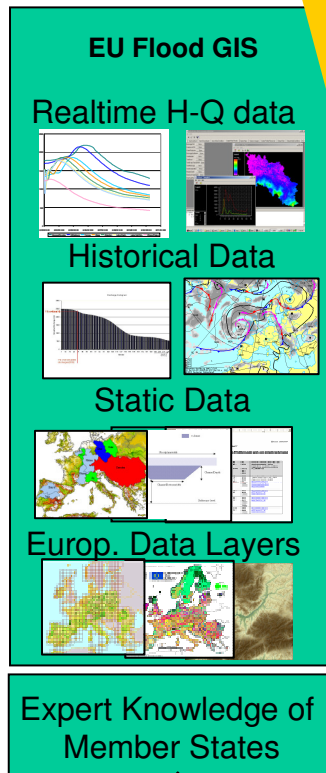 EU Flood GIS
Realtime H-Q data
Historical Data
Static Data
Europ. Data Layers
Expert Knowledge of
Member States